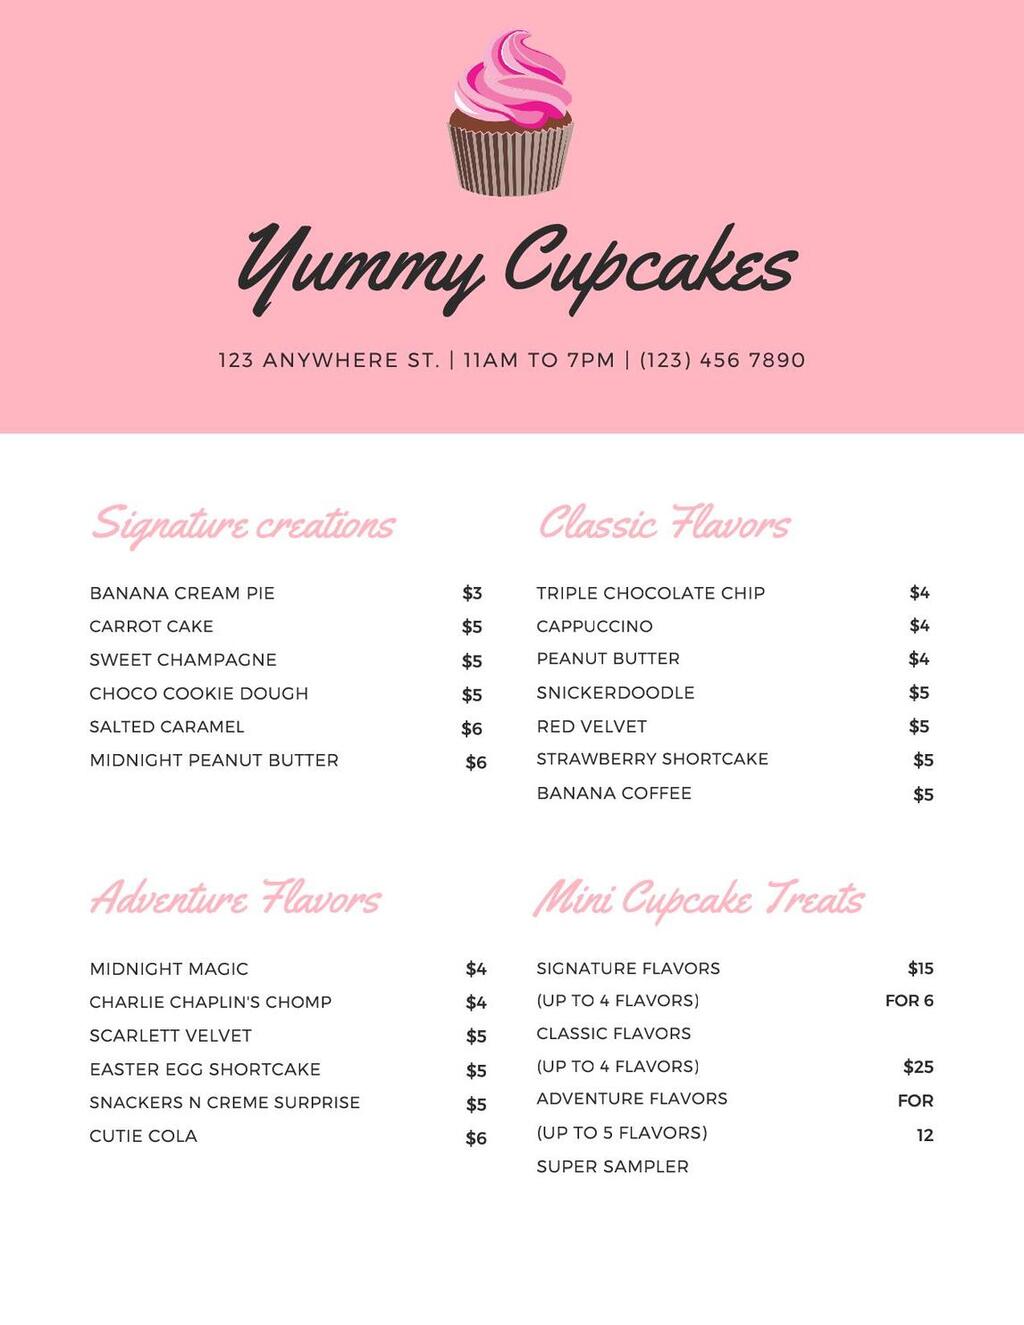 Yummy Cupcakes
123 ANYWHERE ST. | 11AM TO 7PM | (123) 456 7890
Signature creations
BANANA CREAM PIE $3
CARROT CAKE $5
SWEET CHAMPAGNE $5
CHOCO COOKIE DOUGH $5
SALTED CARAMEL $6
MIDNIGHT PEANUT BUTTER $6
Classic Flavors
TRIPLE CHOCOLATE CHIP $4
CAPPUCCINO $4
PEANUT BUTTER $4
SNICKERDOODLE $5
RED VELVET $5
STRAWBERRY SHORTCAKE $5
BANANA COFFEE $5
Adventure Flavors
MIDNIGHT MAGIC $4
CHARLIE CHAPLIN'S CHOMP $4
SCARLETT VELVET $5
EASTER EGG SHORTCAKE $5
SNACKERS N CREME SURPRISE $5
CUTIE COLA $6
Mini Cupcake Treats
SIGNATURE FLAVORS $15
(UP TO 4 FLAVORS) FOR 6
CLASSIC FLAVORS
(UP TO 4 FLAVORS) $25
ADVENTURE FLAVORS FOR
(UP TO 5 FLAVORS) 12
SUPER SAMPLER